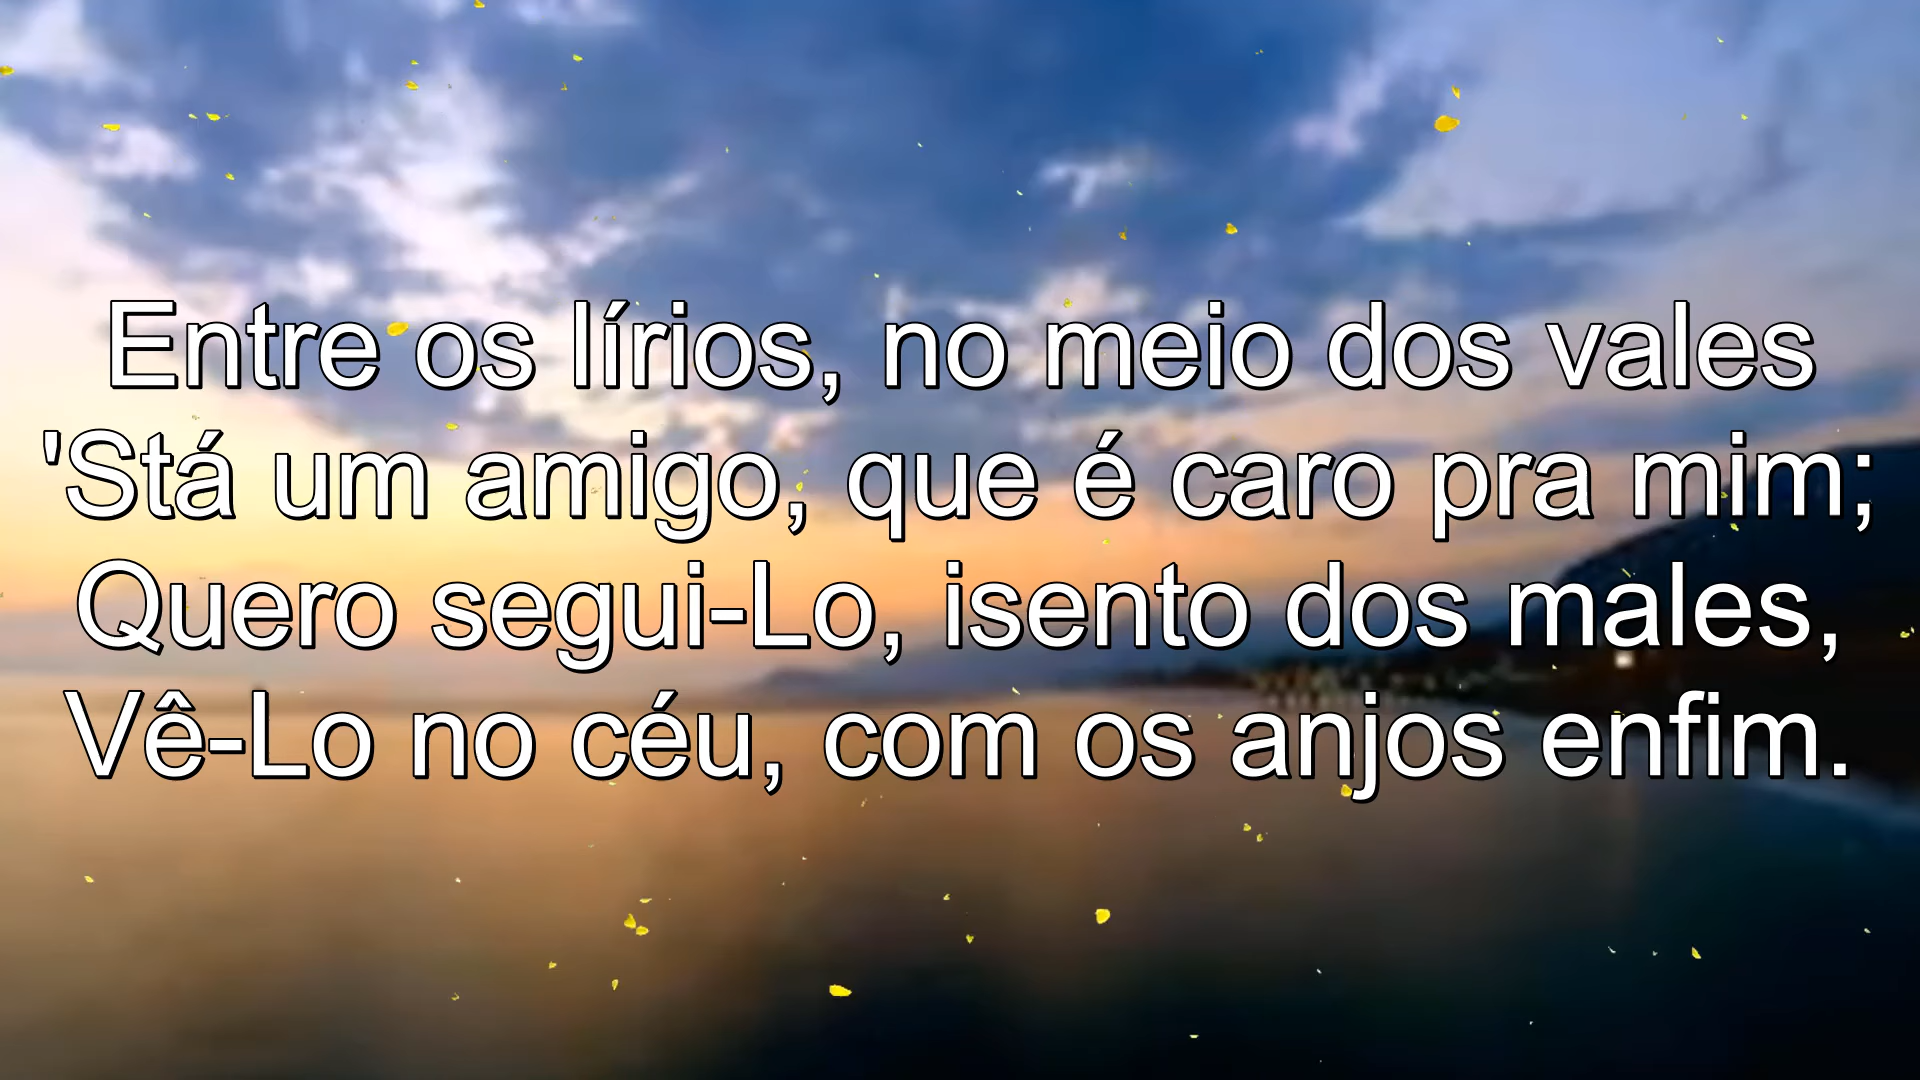 Entre os lírios, no meio dos vales
'Stá um amigo, que é caro pra mim;
Quero segui-Lo, isento dos males,
Vê-Lo no céu, com os anjos enfim.